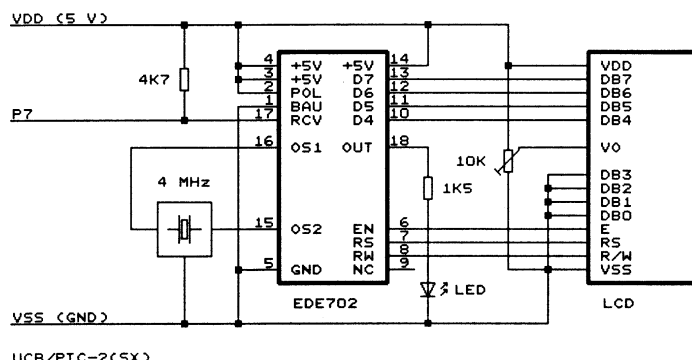 VDD (5 V)
4K7
P7
4 +5V +5V 14
3 +5V D7 13
2 POL D6 12
1 BAU D5 11
17 RCV D4 10
16 OS1 OUT 18
4 MHz
15 OS2 EN 6
RS 7
RW 8
5 GND NC 9
EDE702
1K5
LED
10K
VDD
DB7
DB6
DB5
DB4
VO
DB3
DB2
DB1
DB0
E
RS
R/W
VSS
LCD
VSS (GND)
UCB/PIC-2(SX)